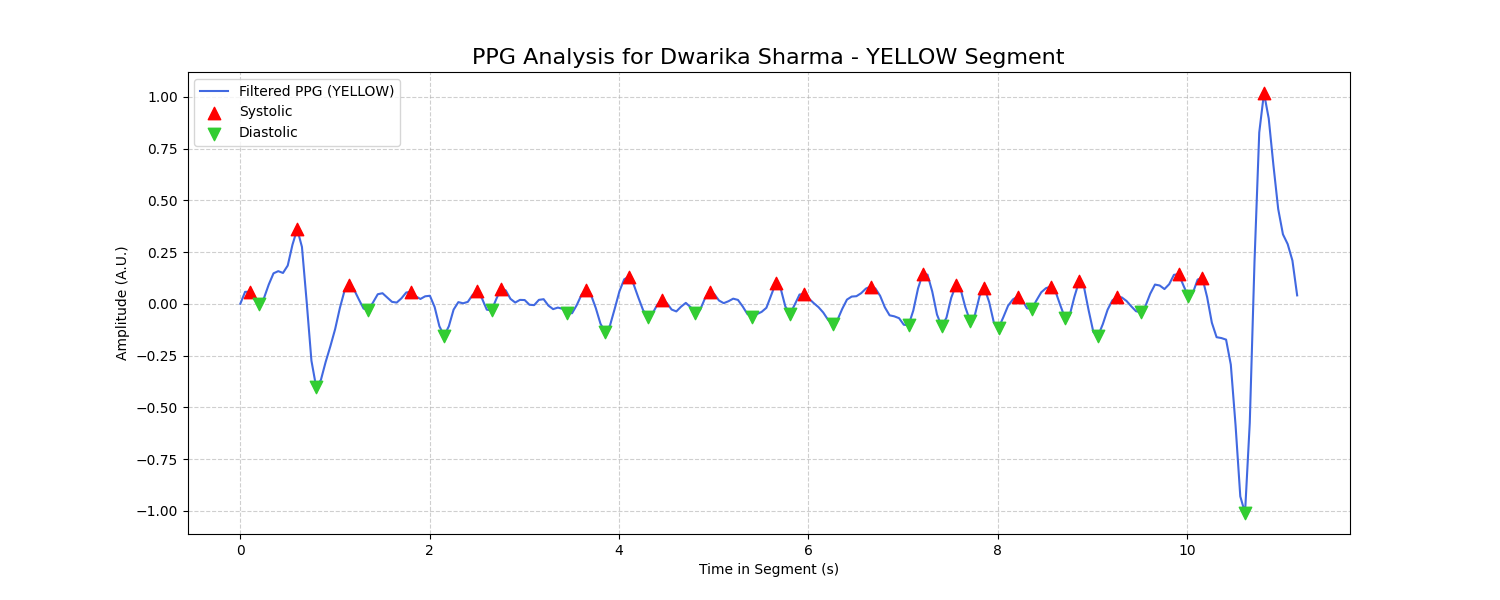 PPG Analysis for Dwarika Sharma - YELLOW Segment
Filtered PPG (YELLOW)
Systolic
Diastolic
Amplitude (A.U.)
1.00
0.75
0.50
0.25
0.00
−0.25
−0.50
−0.75
−1.00
0 2 4 6 8 10
Time in Segment (s)